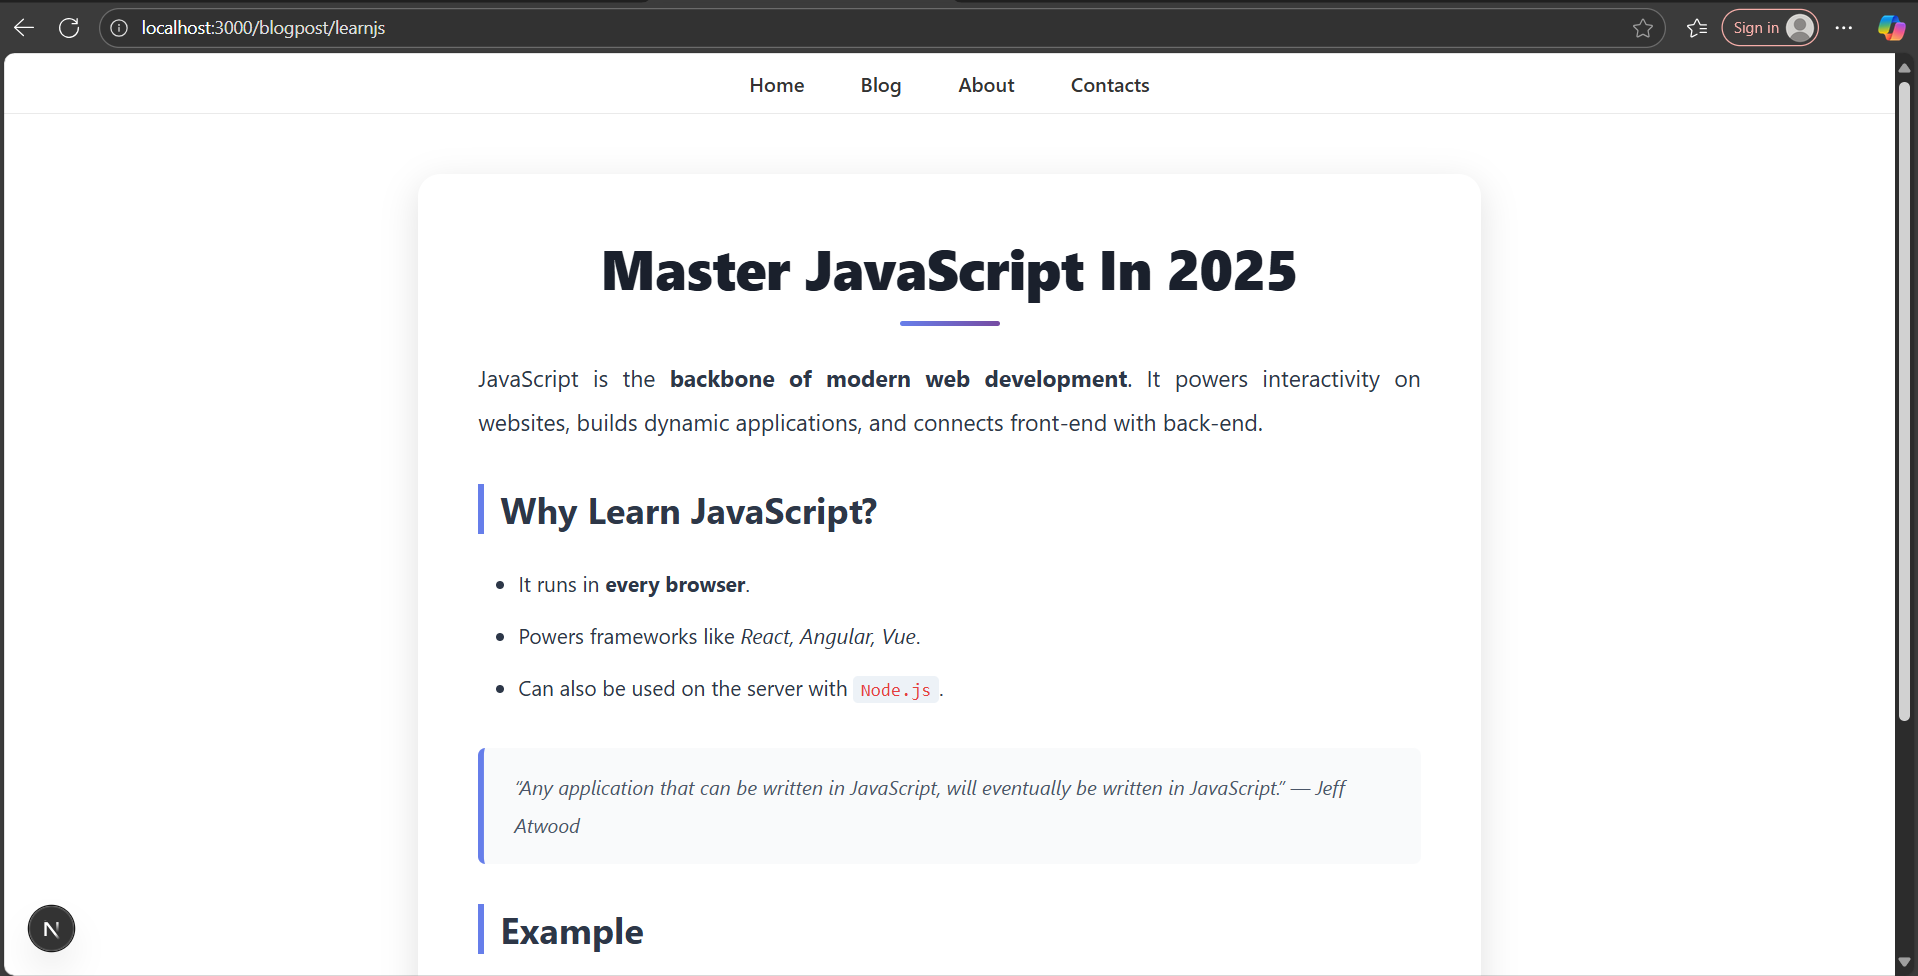 localhost:3000/blogpost/learnjs
Sign in
Home Blog About Contacts
Master JavaScript In 2025
JavaScript is the backbone of modern web development. It powers interactivity on
websites, builds dynamic applications, and connects front-end with back-end.
Why Learn JavaScript?
• It runs in every browser.
• Powers frameworks like React, Angular, Vue.
• Can also be used on the server with Node.js.
“Any application that can be written in JavaScript, will eventually be written in JavaScript.” — Jeff
Atwood
Example
N